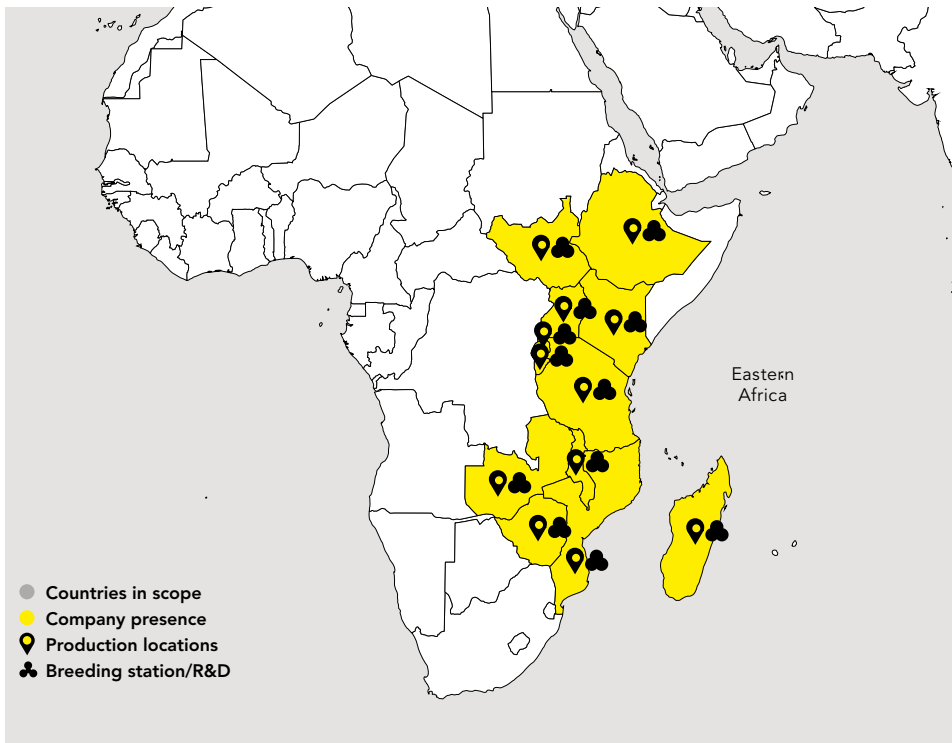 Eastern
Africa
Countries in scope
Company presence
Production locations
Breeding station/R&D